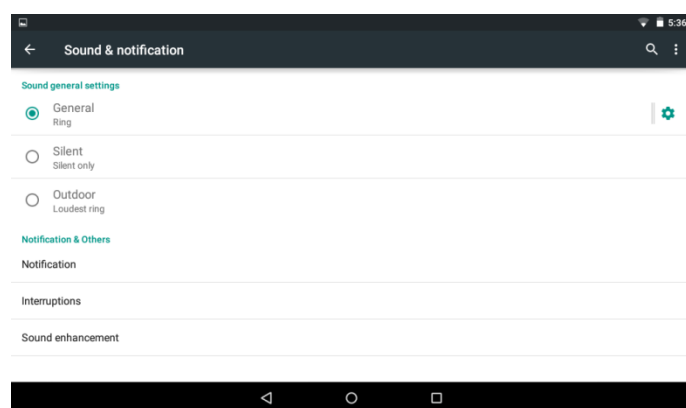 5:36
Sound & notification
Sound general settings
General
Ring
Silent
Silent only
Outdoor
Loudest ring
Notification & Others
Notification
Interruptions
Sound enhancement